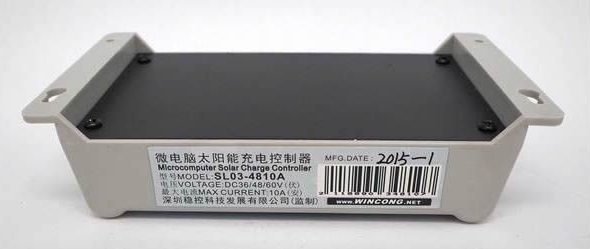 微电脑太阳能充电控制器
Microcomputer Solar Charge Controller
型号MODEL:SL03-4810A
电压VOLTAGE:DC36/48/60V(伏)
最大电流MAX CURRENT:10A(安)
深圳稳控科技发展有限公司(监制)
MFG.DATE: 2015-1
WWW.WINCONG.NET